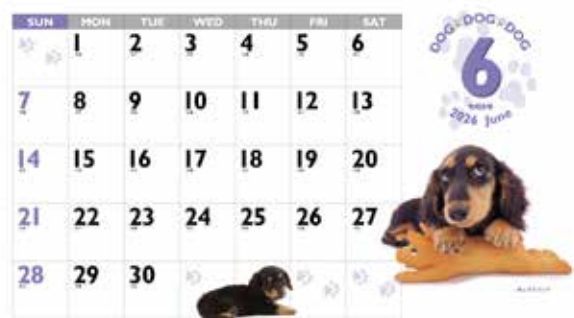 SUN MON TUE WED THU FRI SAT
1 2 3 4 5 6
7 8 9 10 11 12 13
14 15 16 17 18 19 20
21 22 23 24 25 26 27
28 29 30
DOG DOG DOG
6
2026 June